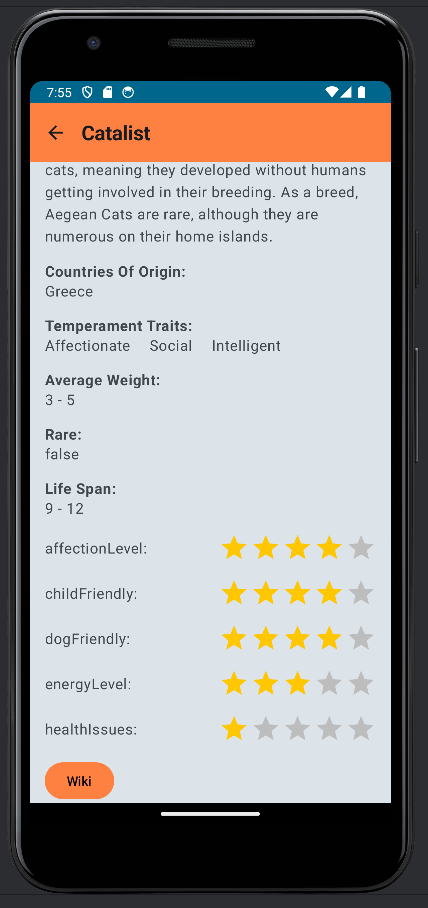 7:55
Catalist
cats, meaning they developed without humans
getting involved in their breeding. As a breed,
Aegean Cats are rare, although they are
numerous on their home islands.
Countries Of Origin:
Greece
Temperament Traits:
Affectionate Social Intelligent
Average Weight:
3 - 5
Rare:
false
Life Span:
9 - 12
affectionLevel:
childFriendly:
dogFriendly:
energyLevel:
healthIssues:
Wiki